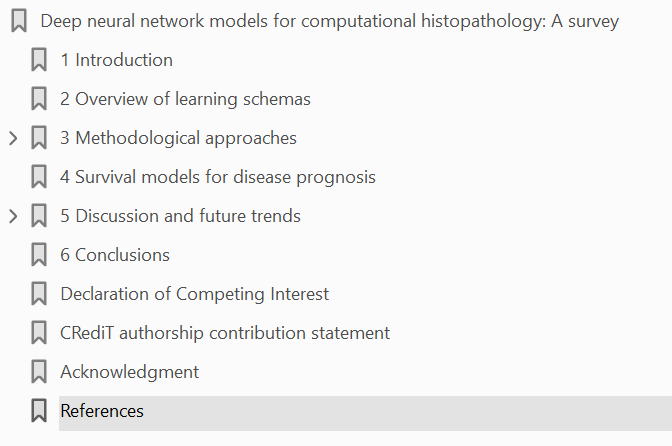 Deep neural network models for computational histopathology: A survey
1 Introduction
2 Overview of learning schemas
3 Methodological approaches
4 Survival models for disease prognosis
5 Discussion and future trends
6 Conclusions
Declaration of Competing Interest
CRediT authorship contribution statement
Acknowledgment
References